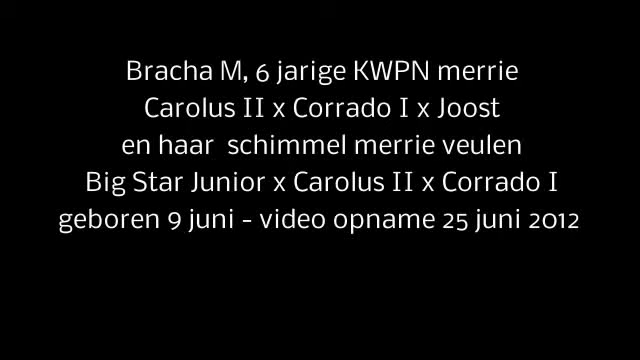 Bracha M, 6 jarige KWPN merrie
Carolus II x Corrado I x Joost
en haar schimmel merrie veulen
Big Star Junior x Carolus II x Corrado I
geboren 9 juni - video opname 25 juni 2012